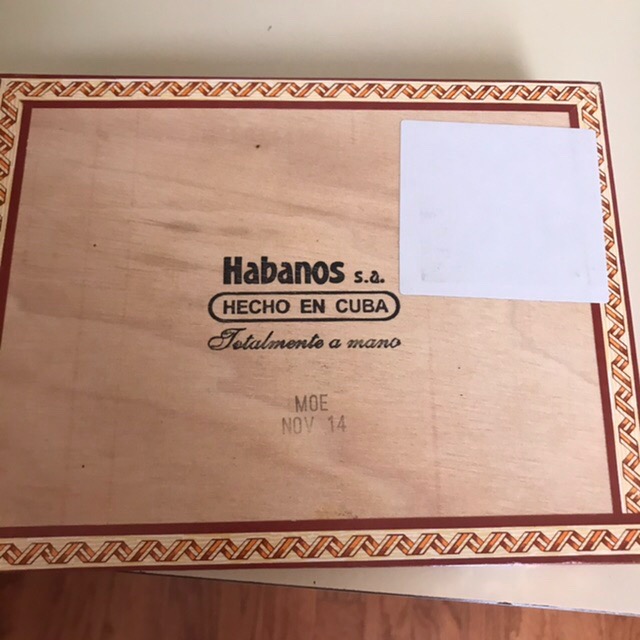 Habanos s.a.
HECHO EN CUBA
Totalmente a mano
MOE
NOV 14